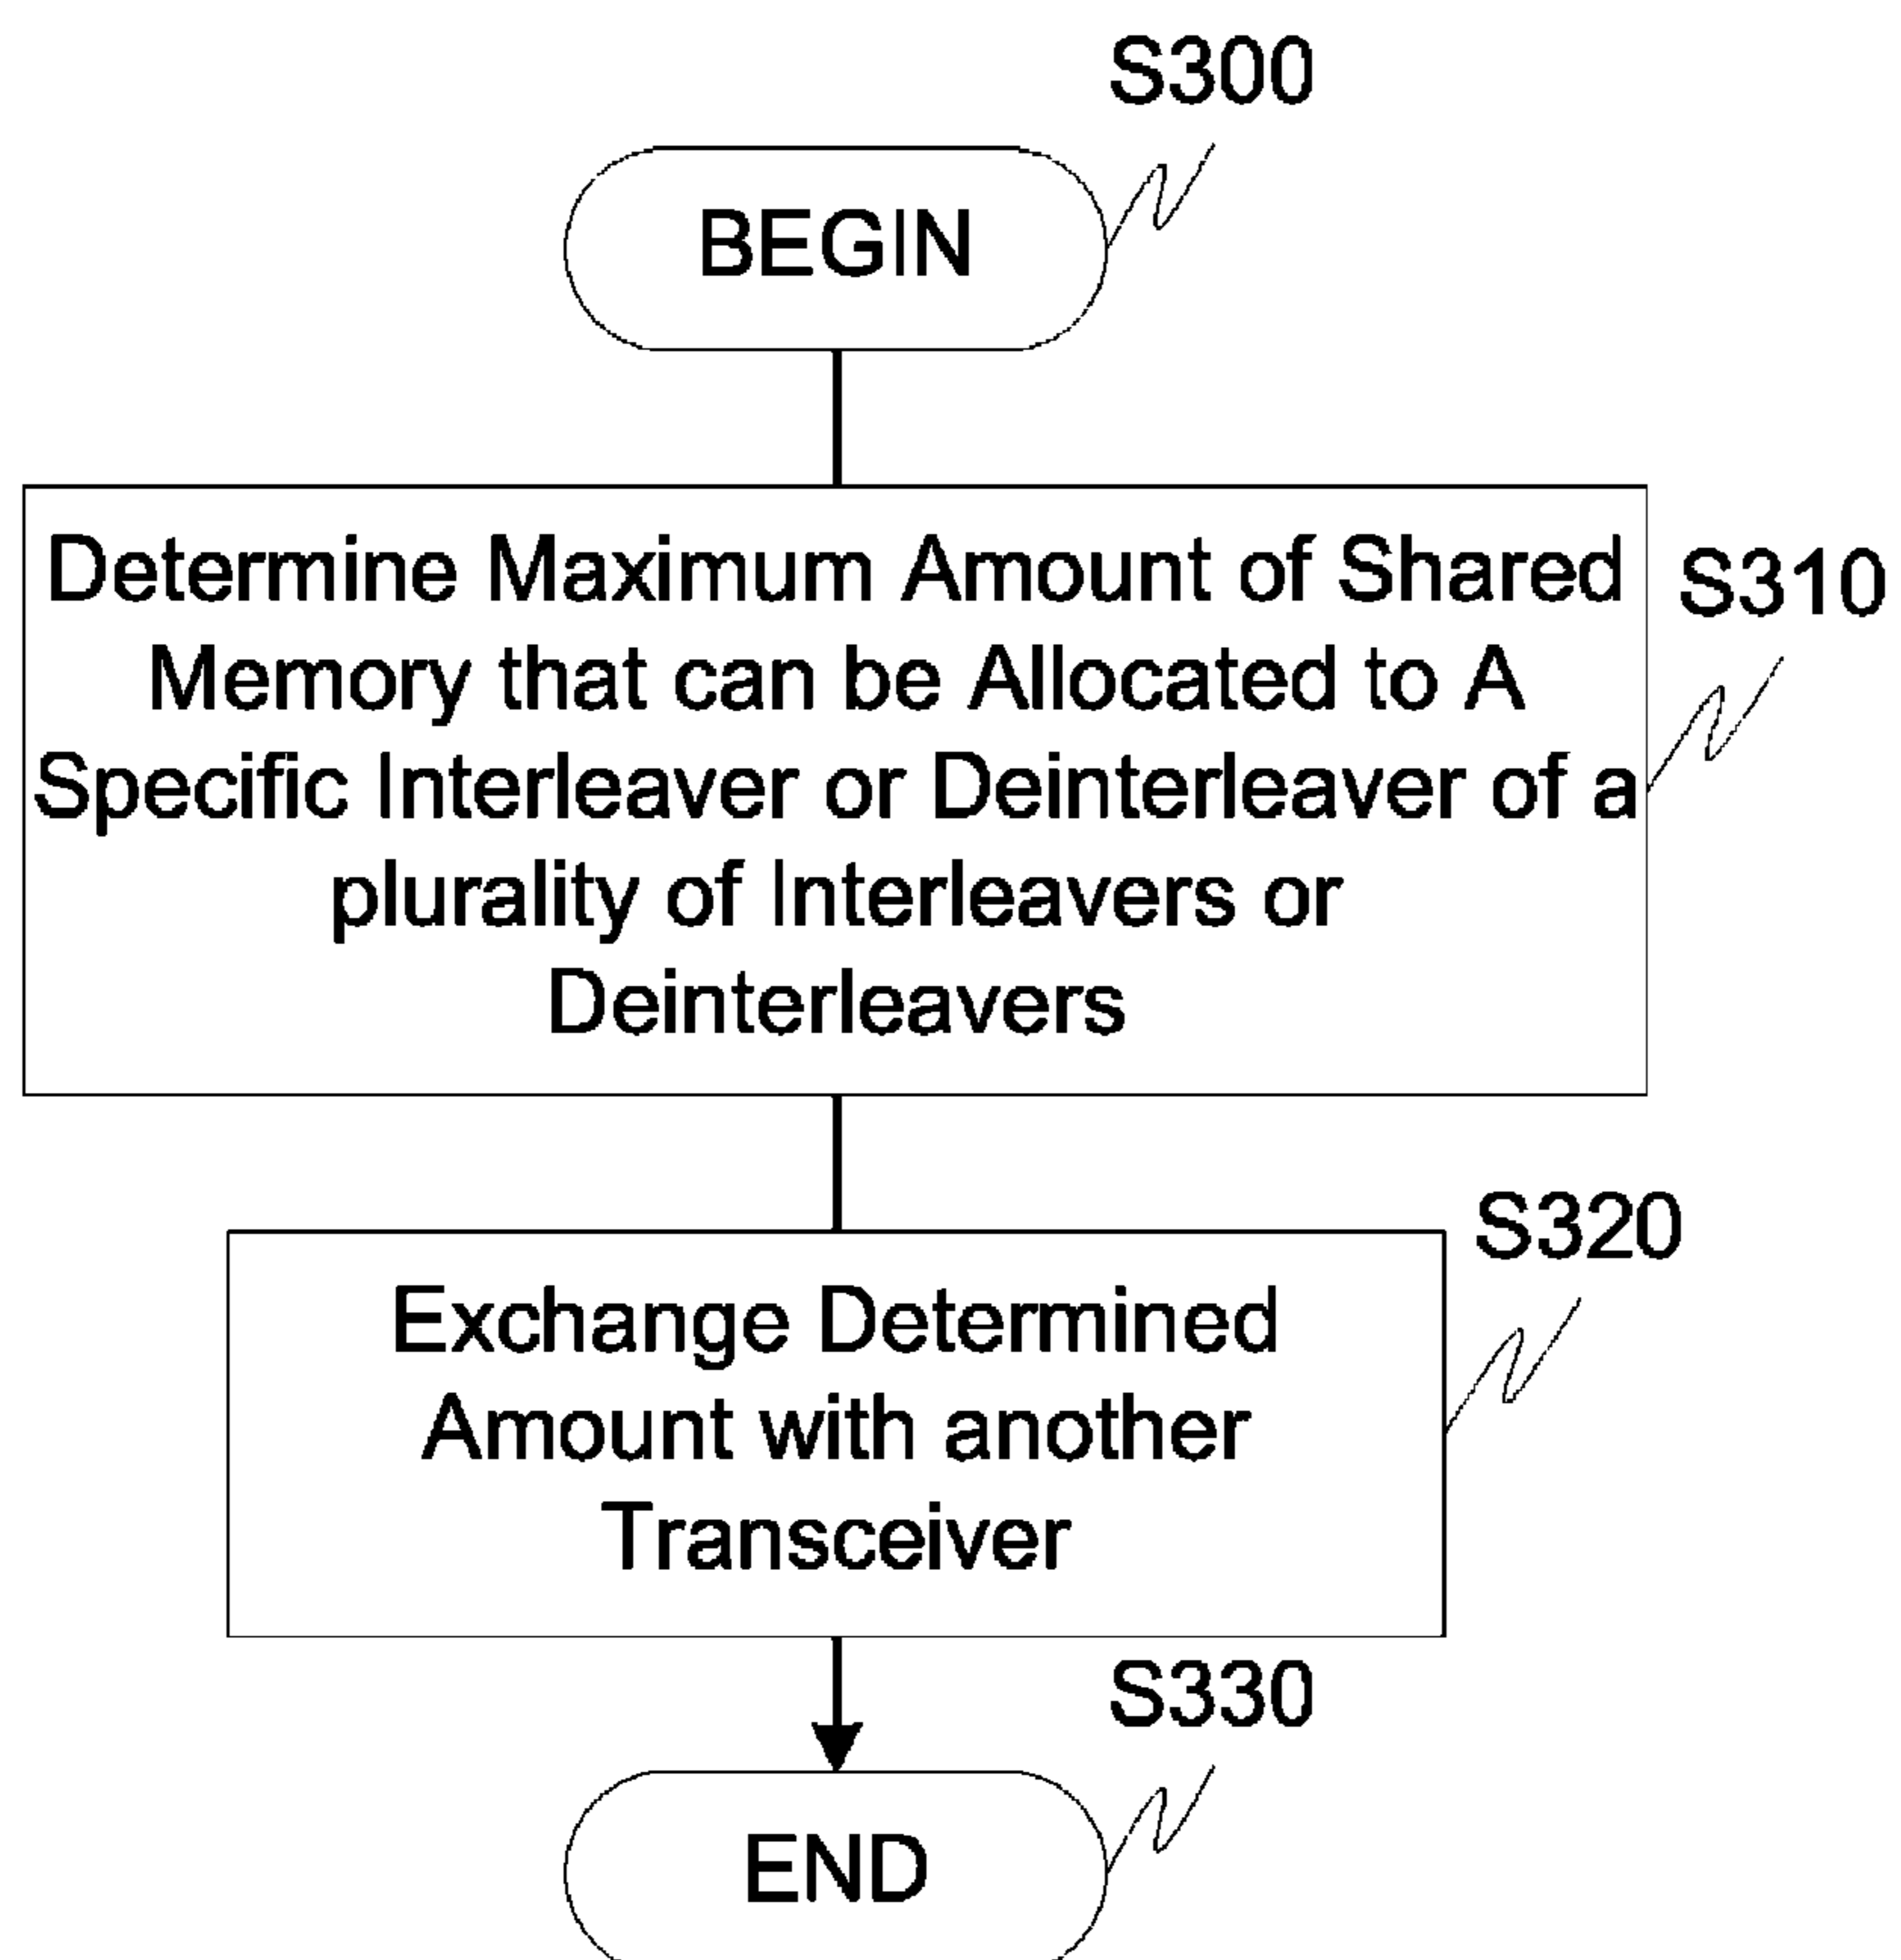 S300
BEGIN
Determine Maximum Amount of Shared
Memory that can be Allocated to A
Specific Interleaver or Deinterleaver of a
plurality of Interleavers or
Deinterleavers
S310
Exchange Determined
Amount with another
Transceiver
S320
S330
END